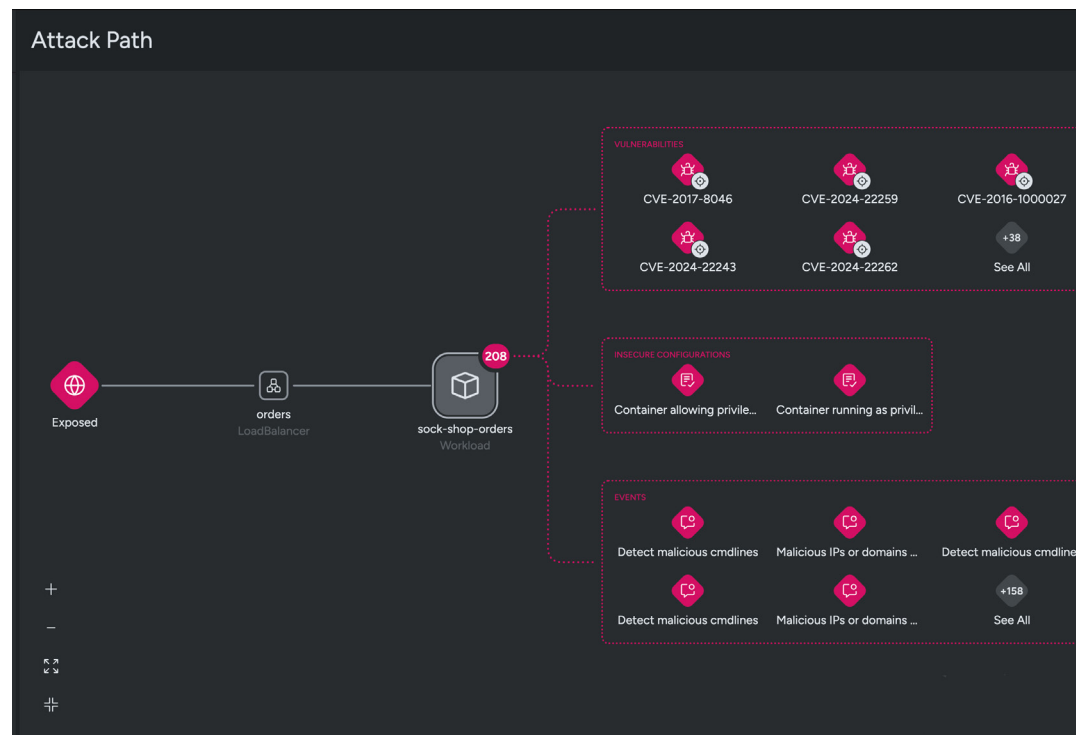 Attack Path
VULNERABILITIES
CVE-2017-8046
CVE-2024-22259
CVE-2016-1000027
CVE-2024-22243
CVE-2024-22262
+38
See All
208
Exposed
orders
LoadBalancer
sock-shop-orders
Workload
INSECURE CONFIGURATIONS
Container allowing privile...
Container running as privil...
EVENTS
Detect malicious cmdlines
Malicious IPs or domains ...
Detect malicious cmdline
Detect malicious cmdlines
Malicious IPs or domains ...
+158
See All